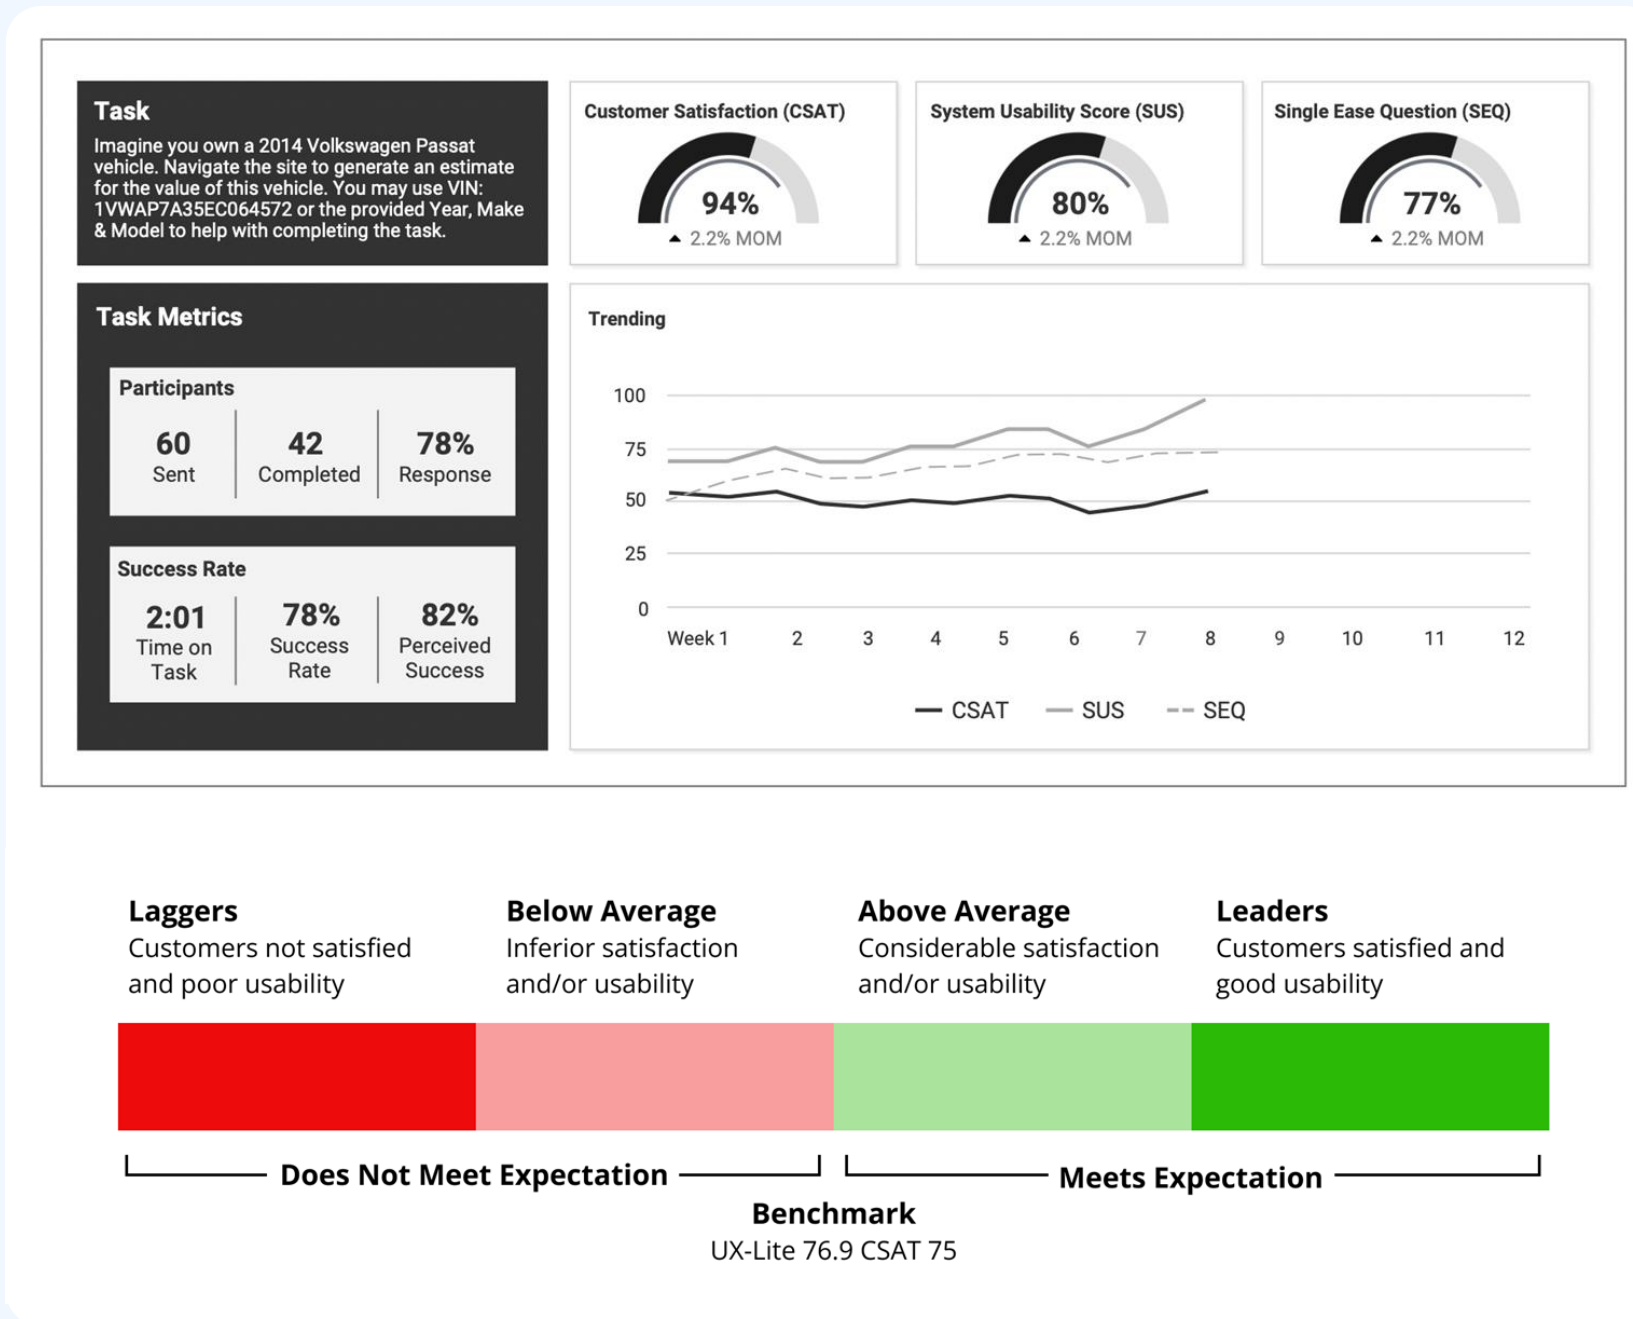 Task
Imagine you own a 2014 Volkswagen Passat
vehicle. Navigate the site to generate an estimate
for the value of this vehicle. You may use VIN:
1VWAP7A35EC064572 or the provided Year, Make
& Model to help with completing the task.
Customer Satisfaction (CSAT)
94%
▲ 2.2% MOM
System Usability Score (SUS)
80%
▲ 2.2% MOM
Single Ease Question (SEQ)
77%
▲ 2.2% MOM
Task Metrics
Participants
60
Sent
42
Completed
78%
Response
Success Rate
2:01
Time on
Task
78%
Success
Rate
82%
Perceived
Success
Trending
100
75
50
25
0
Week 1 2 3 4 5 6 7 8 9 10 11 12
CSAT SUS SEQ
Laggers
Customers not satisfied
and poor usability
Below Average
Inferior satisfaction
and/or usability
Above Average
Considerable satisfaction
and/or usability
Leaders
Customers satisfied and
good usability
Does Not Meet Expectation
Meets Expectation
Benchmark
UX-Lite 76.9 CSAT 75